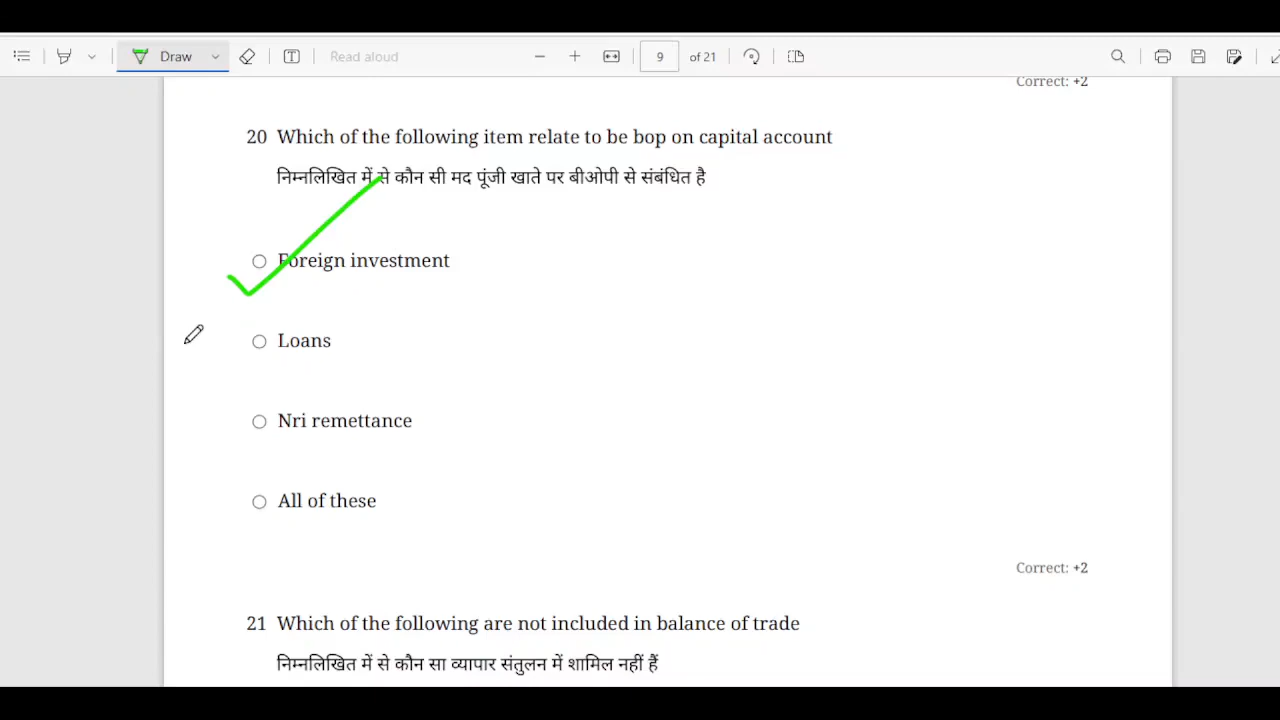 Draw
Read aloud
9 of 21
Correct: +2
20 Which of the following item relate to be bop on capital account
निम्नलिखित में से कौन सी मद पूंजी खाते पर बीओपी से संबंधित है
Foreign investment
Loans
Nri remettance
All of these
Correct: +2
21 Which of the following are not included in balance of trade
निम्नलिखित में से कौन सा व्यापार संतुलन में शामिल नहीं हैं